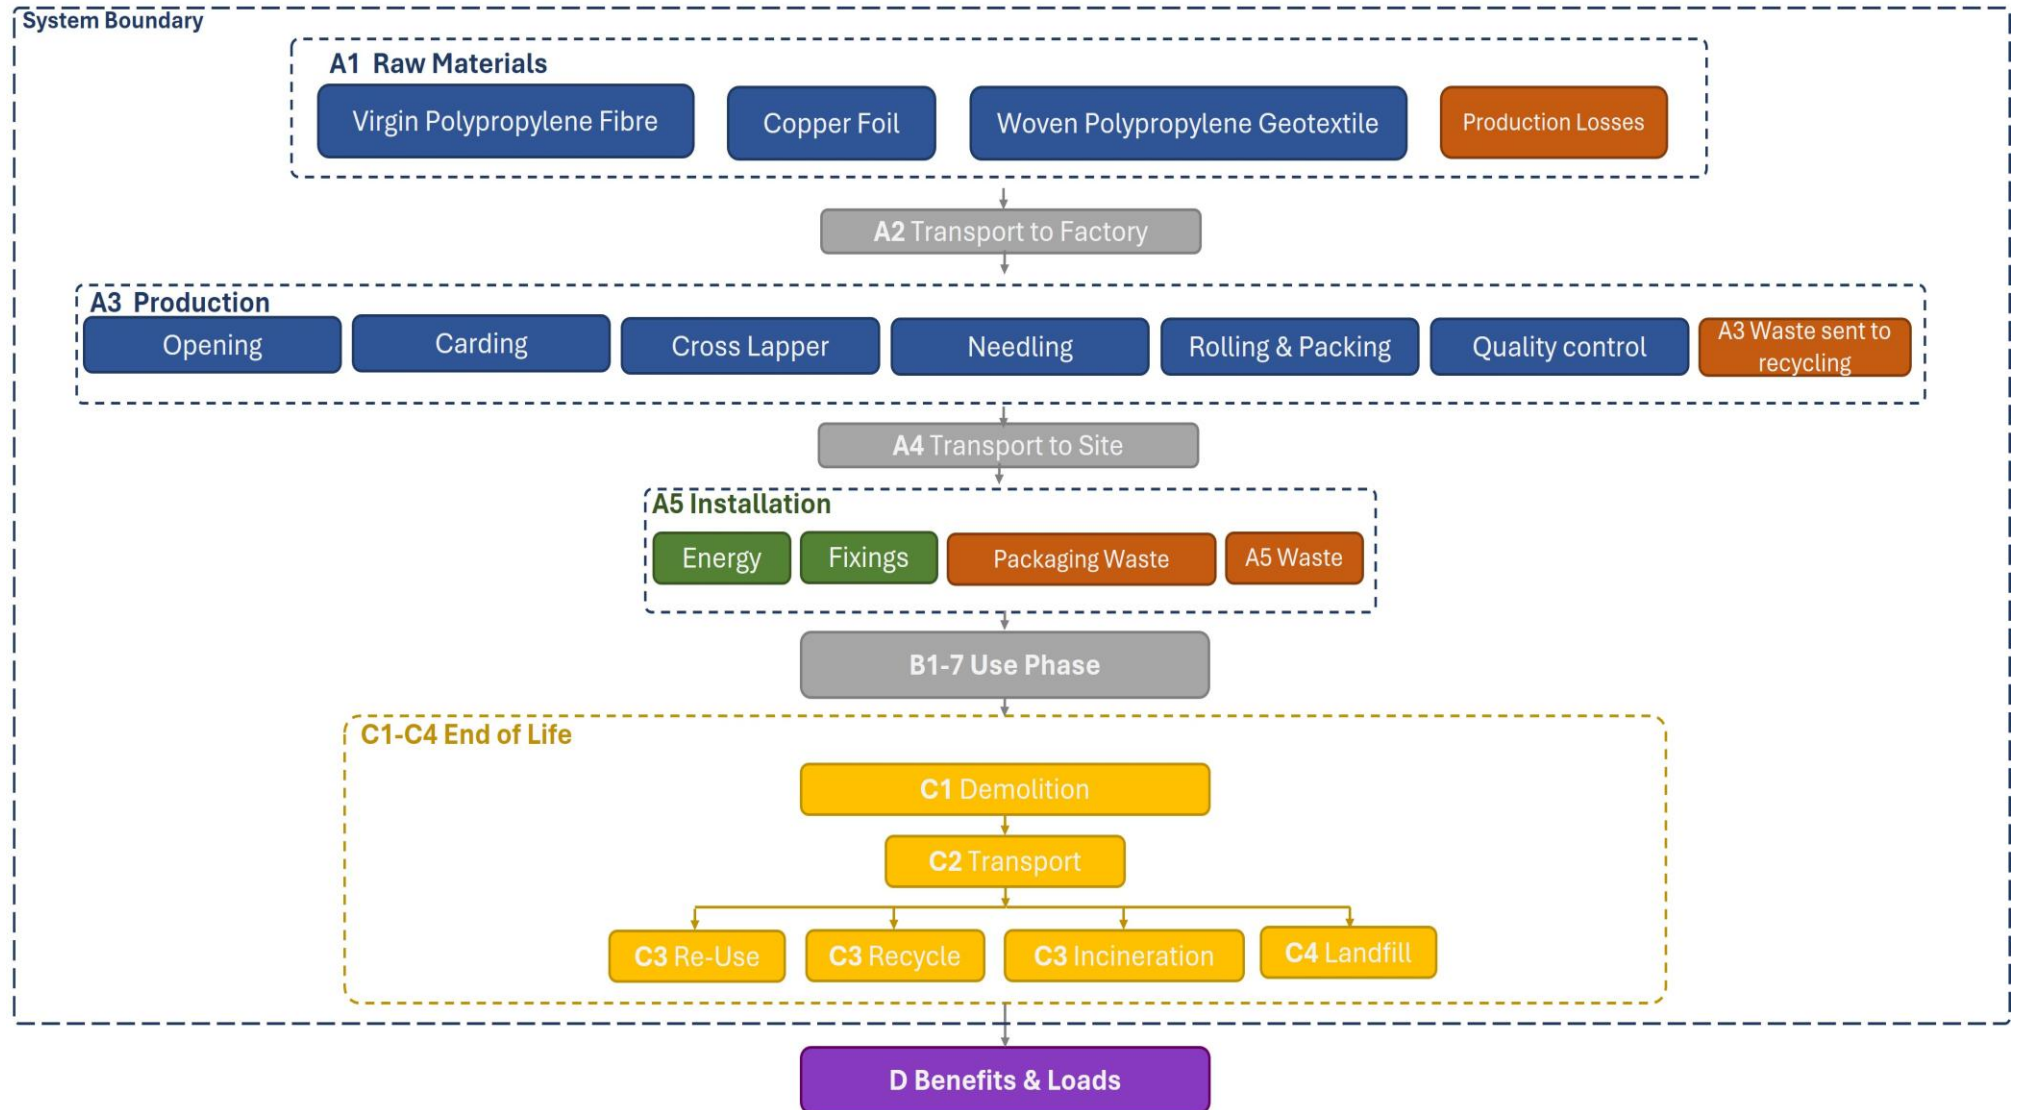 System Boundary
A1 Raw Materials
Virgin Polypropylene Fibre
Copper Foil
Woven Polypropylene Geotextile
Production Losses
A2 Transport to Factory
A3 Production
Opening
Carding
Cross Lapper
Needling
Rolling & Packing
Quality control
A3 Waste sent to
recycling
A4 Transport to Site
A5 Installation
Energy
Fixings
Packaging Waste
A5 Waste
B1-7 Use Phase
C1-C4 End of Life
C1 Demolition
C2 Transport
C3 Re-Use
C3 Recycle
C3 Incineration
C4 Landfill
D Benefits & Loads